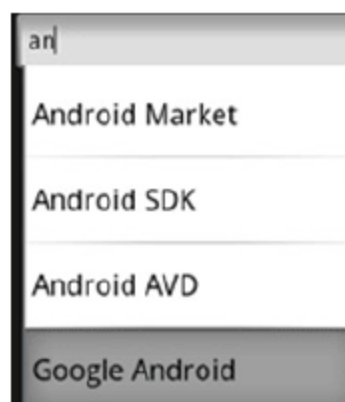 an
Android Market
Android SDK
Android AVD
Google Android